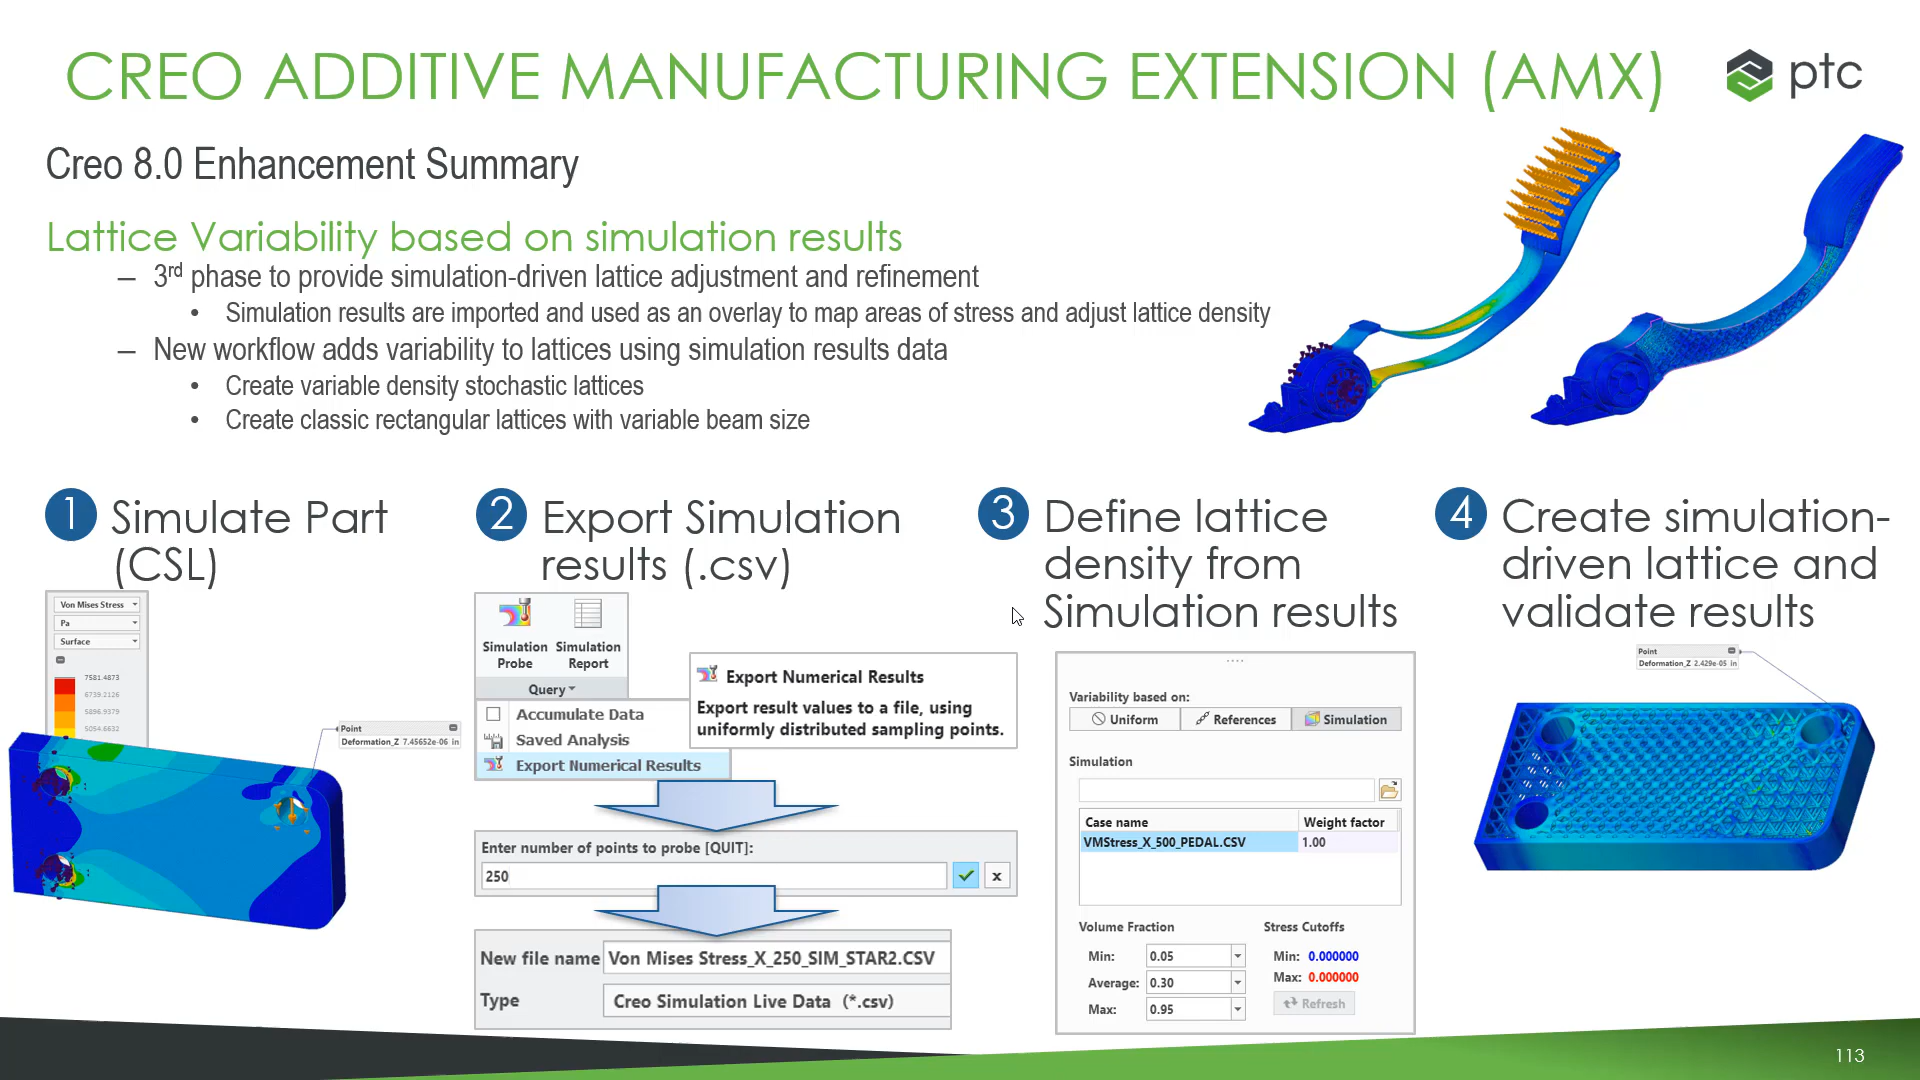 CREO ADDITIVE MANUFACTURING EXTENSION (AMX)
ptc
Creo 8.0 Enhancement Summary
Lattice Variability based on simulation results
– 3rd phase to provide simulation-driven lattice adjustment and refinement
• Simulation results are imported and used as an overlay to map areas of stress and adjust lattice density
– New workflow adds variability to lattices using simulation results data
• Create variable density stochastic lattices
• Create classic rectangular lattices with variable beam size
1 Simulate Part
(CSL)
Von Mises Stress
Pa
Surface
7581.4873
6739.2126
5896.9379
5054.6632
Point
Deformation_Z 7.45652e-06 in
2 Export Simulation
results (.csv)
Simulation Probe
Simulation Report
Query
Accumulate Data
Saved Analysis
Export Numerical Results
Export Numerical Results
Export result values to a file, using
uniformly distributed sampling points.
Enter number of points to probe [QUIT]:
250
x
New file name Von Mises Stress_X_250_SIM_STAR2.CSV
Type Creo Simulation Live Data (*.csv)
3 Define lattice
density from
Simulation results
Variability based on:
Uniform References Simulation
Simulation
Case name Weight factor
VMStress_X_500_PEDAL.CSV 1.00
Volume Fraction Stress Cutoffs
Min: 0.05 Min: 0.000000
Average: 0.30 Max: 0.000000
Max: 0.95 Refresh
4 Create simulation-
driven lattice and
validate results
Point
Deformation_Z 2.429e-05 in
113